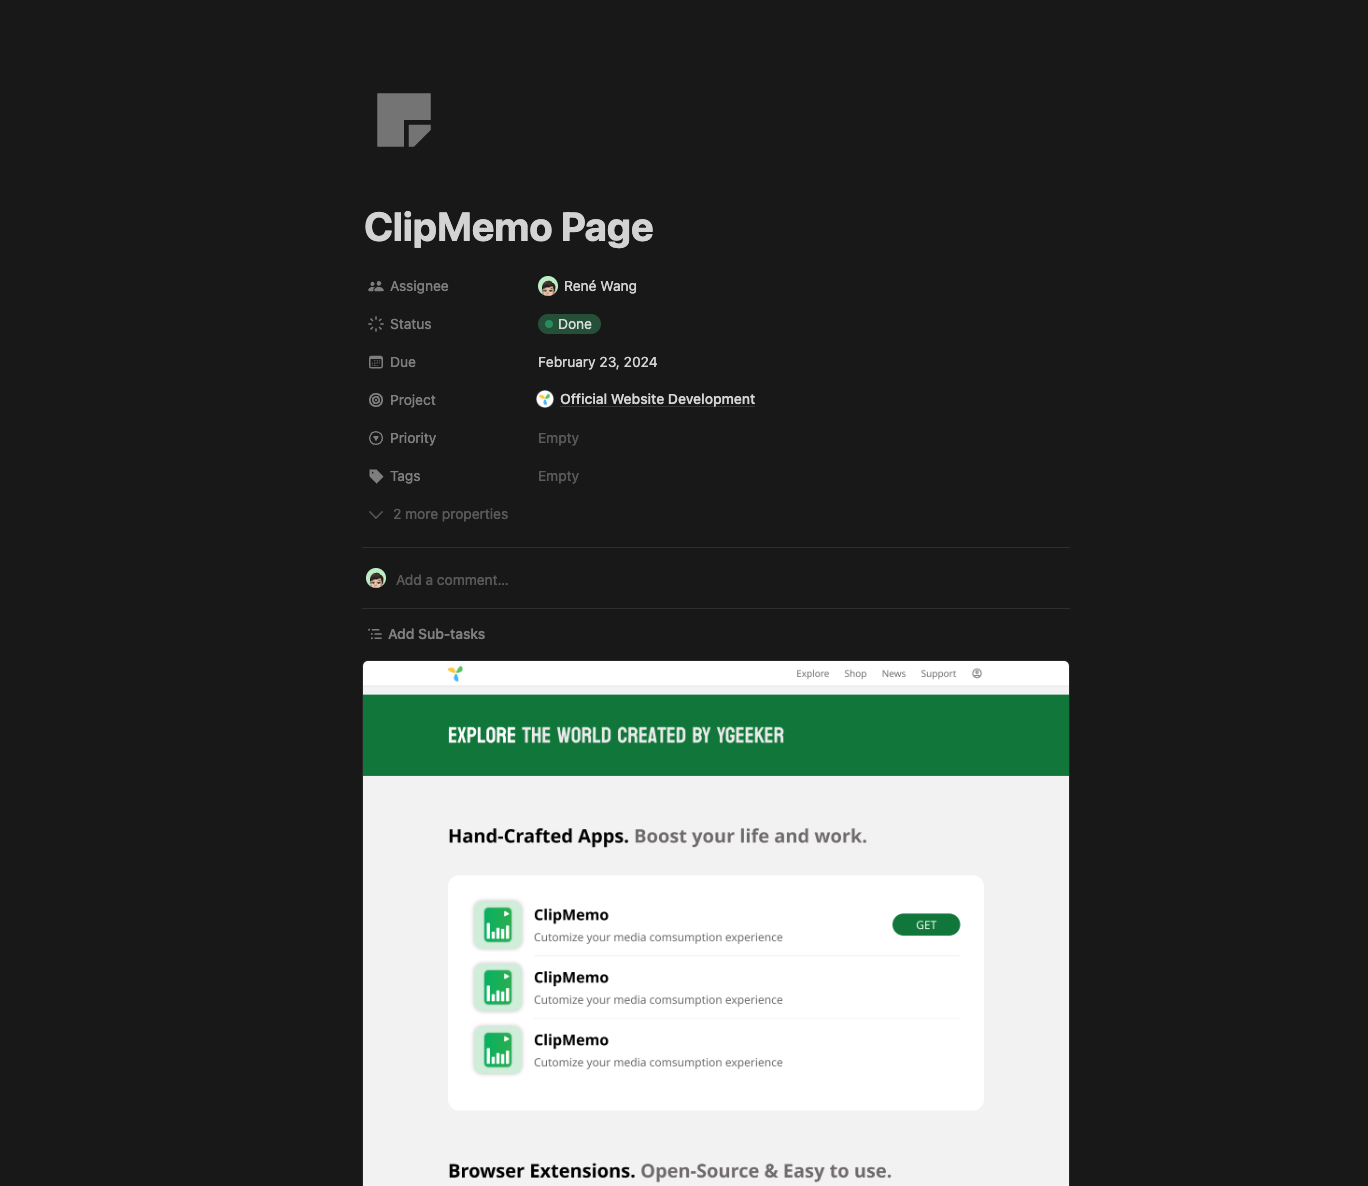 ClipMemo Page
Assignee René Wang
Status Done
Due February 23, 2024
Project Official Website Development
Priority Empty
Tags Empty
2 more properties
Add a comment...
Add Sub-tasks
Explore Shop News Support
EXPLORE THE WORLD CREATED BY YGEEKER
Hand-Crafted Apps. Boost your life and work.
ClipMemo
Cutomize your media comsumption experience
GET
ClipMemo
Cutomize your media comsumption experience
ClipMemo
Cutomize your media comsumption experience
Browser Extensions. Open-Source & Easy to use.